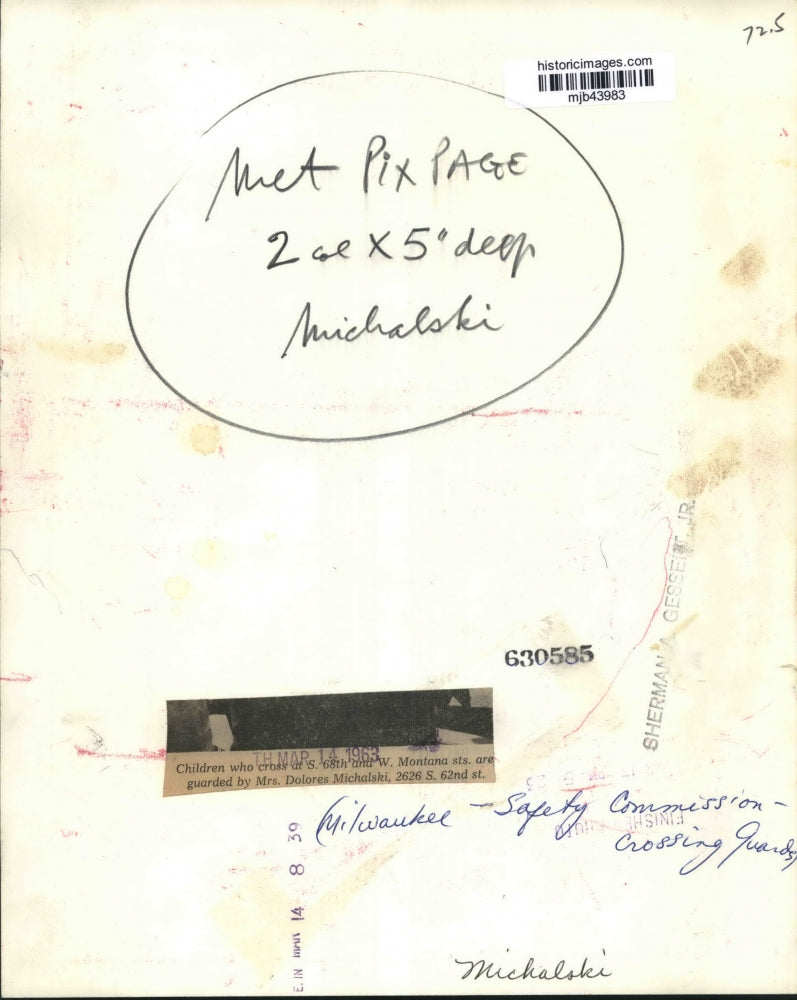 72.5
historicimages.com
mjb43983
Met Pix PAGE
2 col X 5" deep
Michalski
SHERMAN A. GESSERT, JR.
630585
TH MAR 14 1963
Children who cross at S. 68th and W. Montana sts. are
guarded by Mrs. Dolores Michalski, 2626 S. 62nd st.
Milwaukee - Safety Commission -
Crossing Guards
E.IN MAR 14 8 39
Michalski